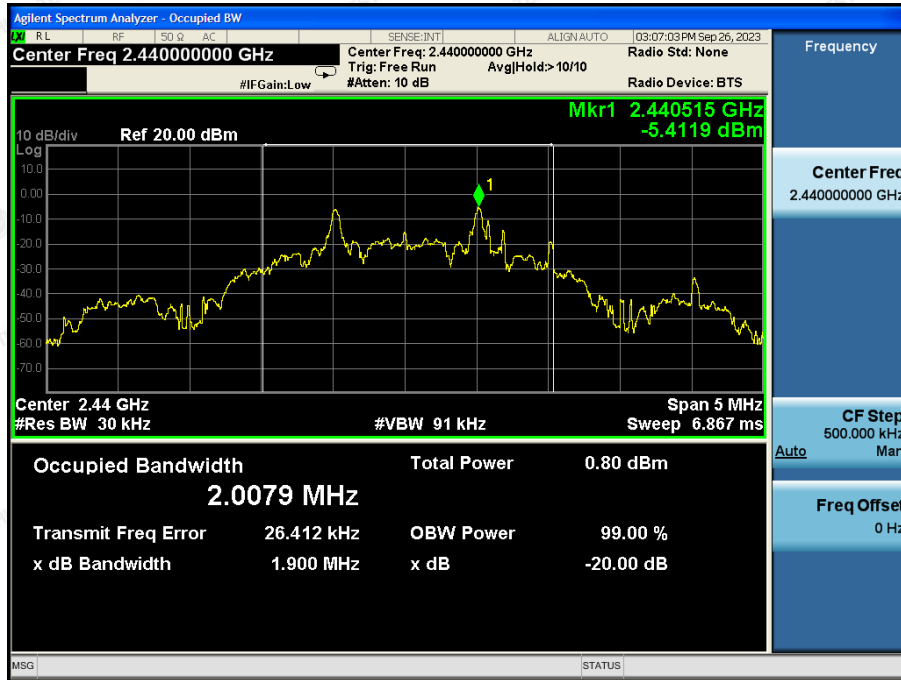 Agilent Spectrum Analyzer - Occupied BW
LXI RL RF 50 Ω AC SENSE:INT ALIGN AUTO 03:07:03 PM Sep 26, 2023
Center Freq 2.440000000 GHz
Center Freq: 2.440000000 GHz Radio Std: None
Trig: Free Run Avg|Hold:>10/10
#IFGain:Low #Atten: 10 dB Radio Device: BTS
Mkr1 2.440515 GHz
10 dB/div Ref 20.00 dBm -5.4119 dBm
Log
10.0
0.00
-10.0
-20.0
-30.0
-40.0
-50.0
-60.0
-70.0
1
Center 2.44 GHz Span 5 MHz
#Res BW 30 kHz #VBW 91 kHz Sweep 6.867 ms
Occupied Bandwidth Total Power 0.80 dBm
2.0079 MHz
Transmit Freq Error 26.412 kHz OBW Power 99.00 %
x dB Bandwidth 1.900 MHz x dB -20.00 dB
MSG STATUS
Frequency
Center Freq
2.440000000 GHz
CF Step
500.000 kHz
Auto Man
Freq Offset
0 Hz